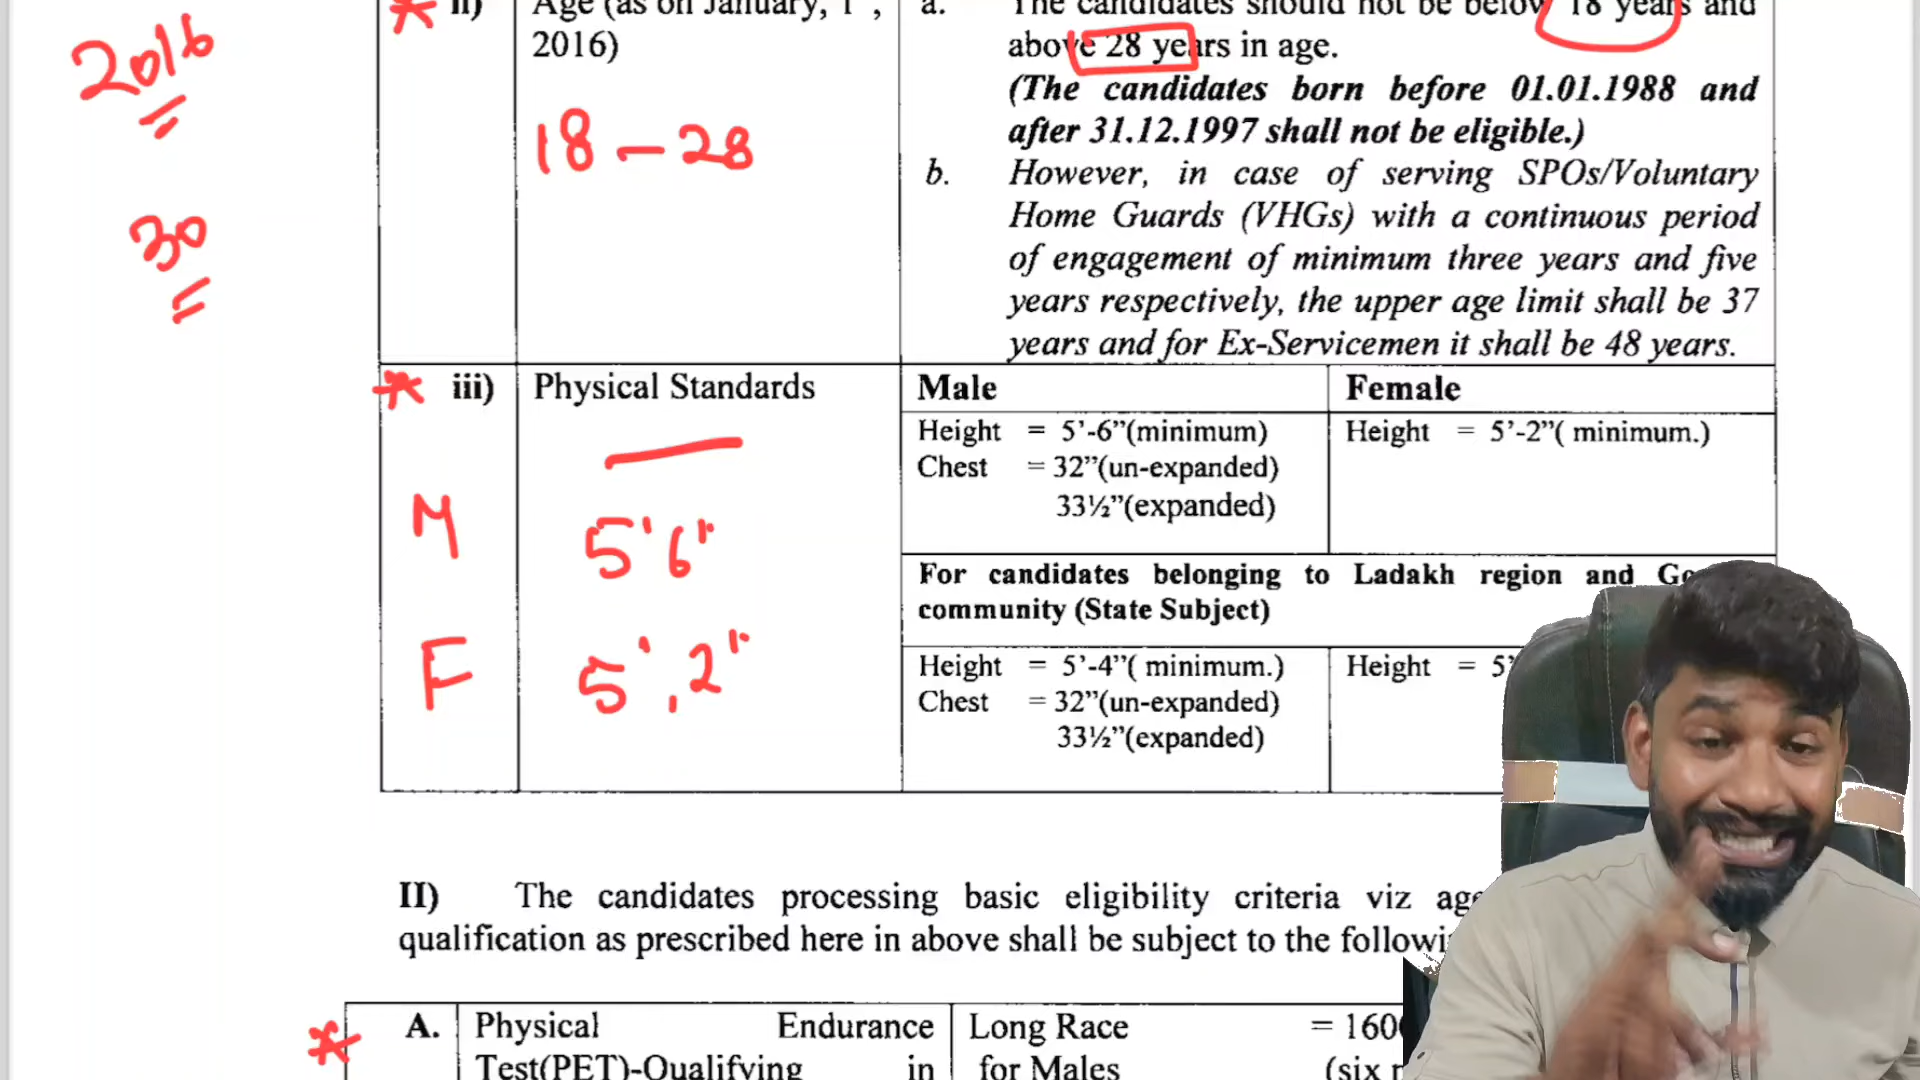 2016
30
ii)
Age (as on January, 1
2016)
18 - 28
a. The candidates should not be below 18 years and
above 28 years in age.
(The candidates born before 01.01.1988 and
after 31.12.1997 shall not be eligible.)
b. However, in case of serving SPOs/Voluntary
Home Guards (VHGs) with a continuous period
of engagement of minimum three years and five
years respectively, the upper age limit shall be 37
years and for Ex-Servicemen it shall be 48 years.
iii) Physical Standards
M 5'6"
F 5',2"
Male Female
Height = 5'-6"(minimum) Height = 5'-2"( minimum.)
Chest = 32"(un-expanded)
33½"(expanded)
For candidates belonging to Ladakh region and
community (State Subject)
Height = 5'-4"( minimum.) Height = 5'
Chest = 32"(un-expanded)
33½"(expanded)
II) The candidates processing basic eligibility criteria viz
qualification as prescribed here in above shall be subject to the
A. Physical Endurance Long Race = 160
Test(PET)-Qualifying in for Males (six